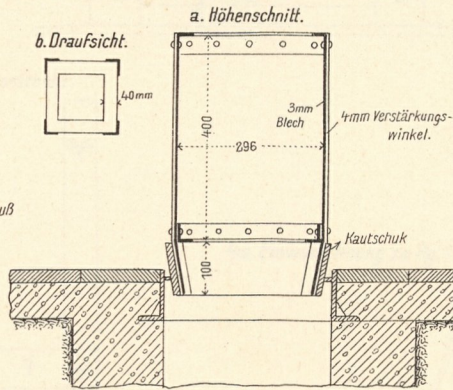 a. Höhenschnitt.
b. Draufsicht.
40mm
3mm
Blech
4mm Verstärkungs-
winkel.
400
296
uß
Kautschuk
100